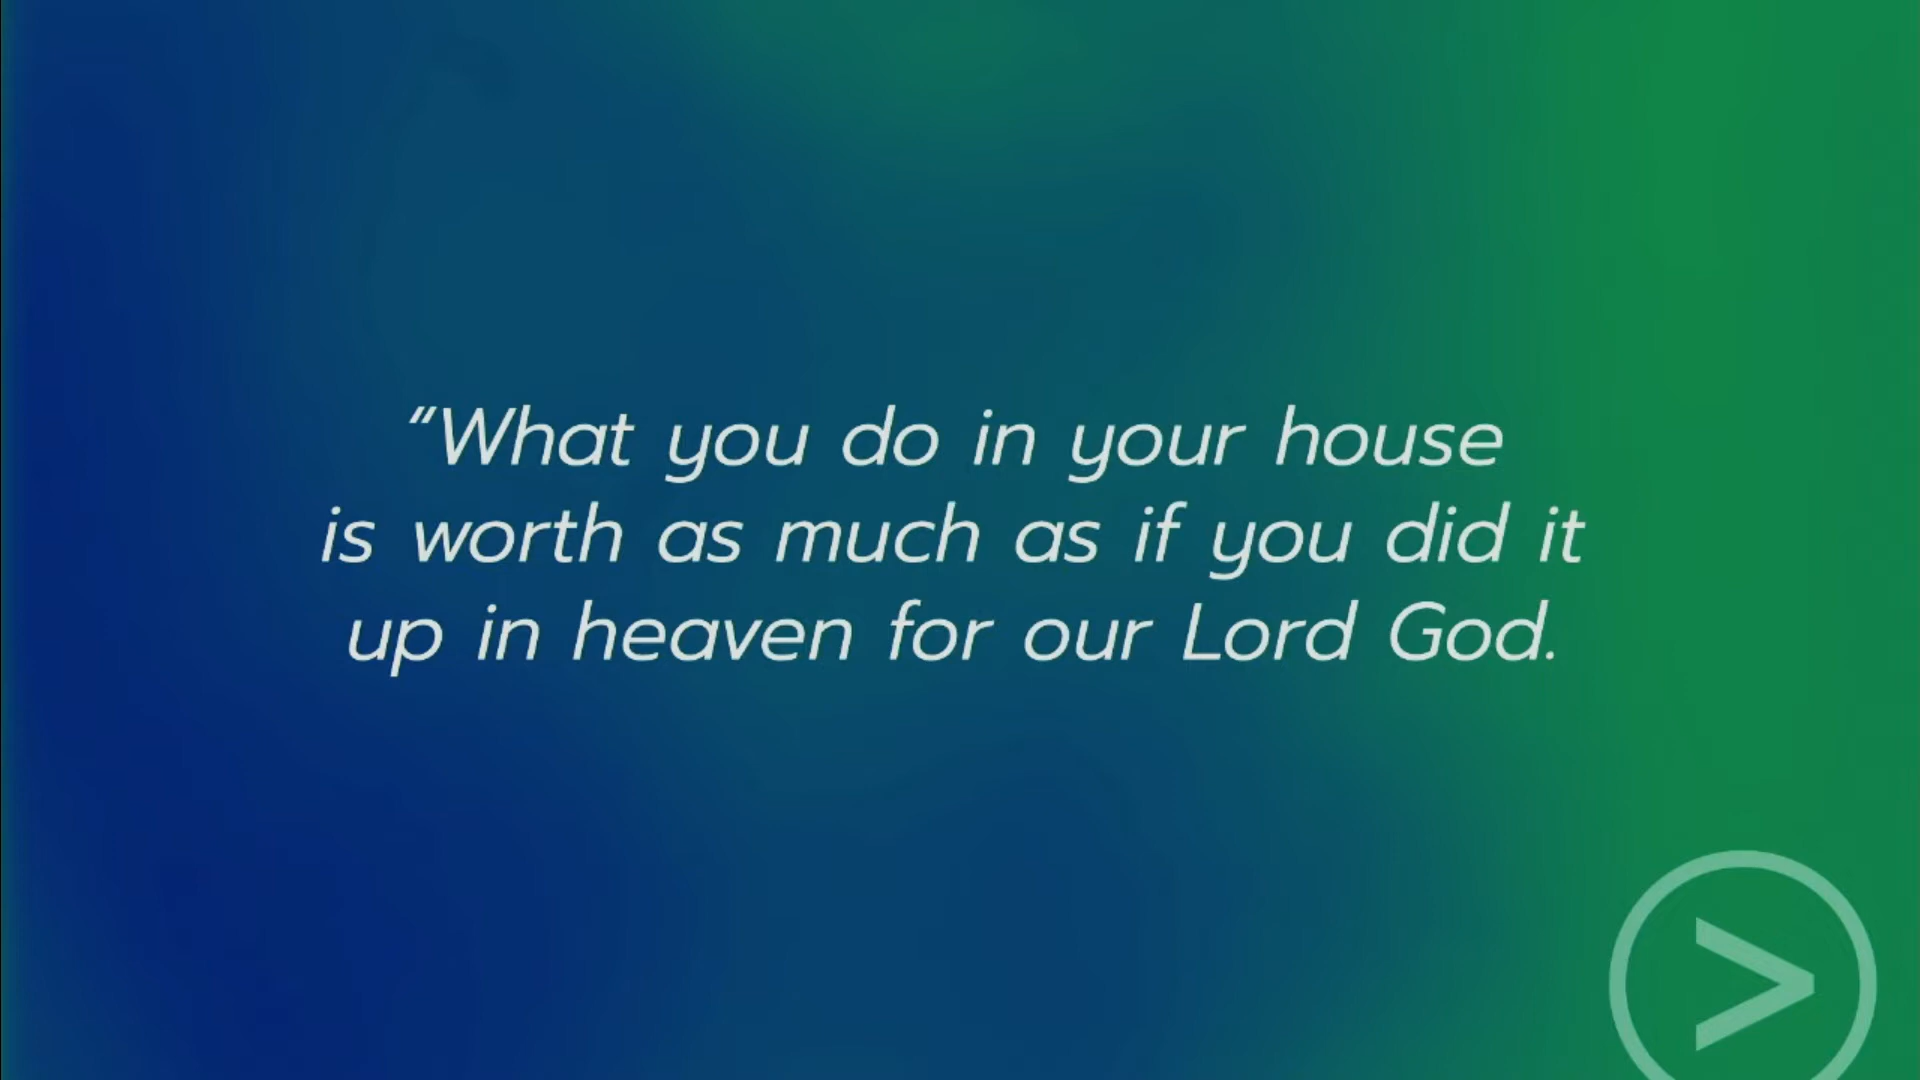 “What you do in your house
is worth as much as if you did it
up in heaven for our Lord God.